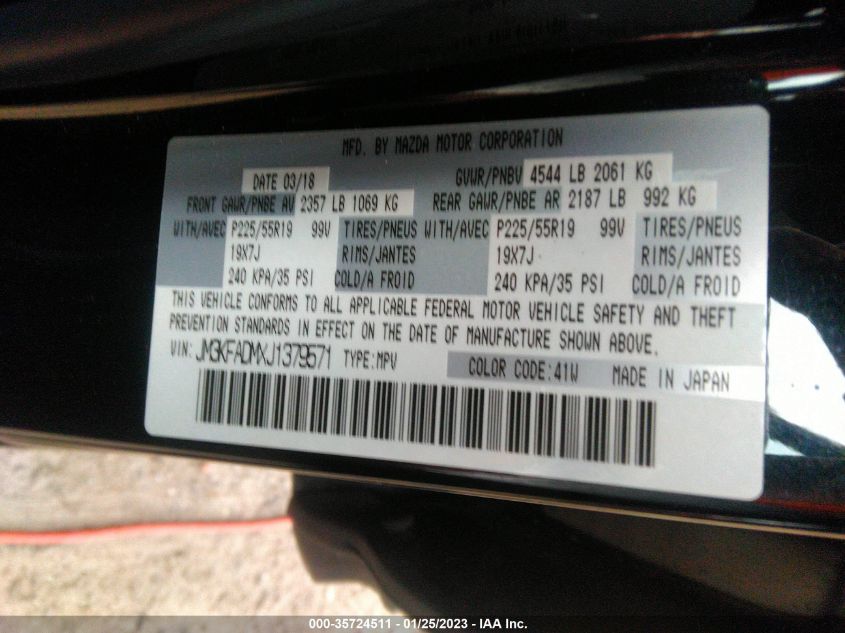 MFD. BY MAZDA MOTOR CORPORATION
DATE 03/18 GVWR/PNBV 4544 LB 2061 KG
FRONT GAWR/PNBE AV 2357 LB 1069 KG REAR GAWR/PNBE AR 2187 LB 992 KG
WITH/AVEC P225/55R19 99V TIRES/PNEUS WITH/AVEC P225/55R19 99V TIRES/PNEUS
19X7J RIMS/JANTES 19X7J RIMS/JANTES
240 KPA/35 PSI COLD/A FROID 240 KPA/35 PSI COLD/A FROID
THIS VEHICLE CONFORMS TO ALL APPLICABLE FEDERAL MOTOR VEHICLE SAFETY AND THEFT
PREVENTION STANDARDS IN EFFECT ON THE DATE OF MANUFACTURE SHOWN ABOVE.
VIN: JM3KFADMXJ1379571 TYPE:MPV COLOR CODE:41W MADE IN JAPAN
000-35724511 - 01/25/2023 - IAA Inc.